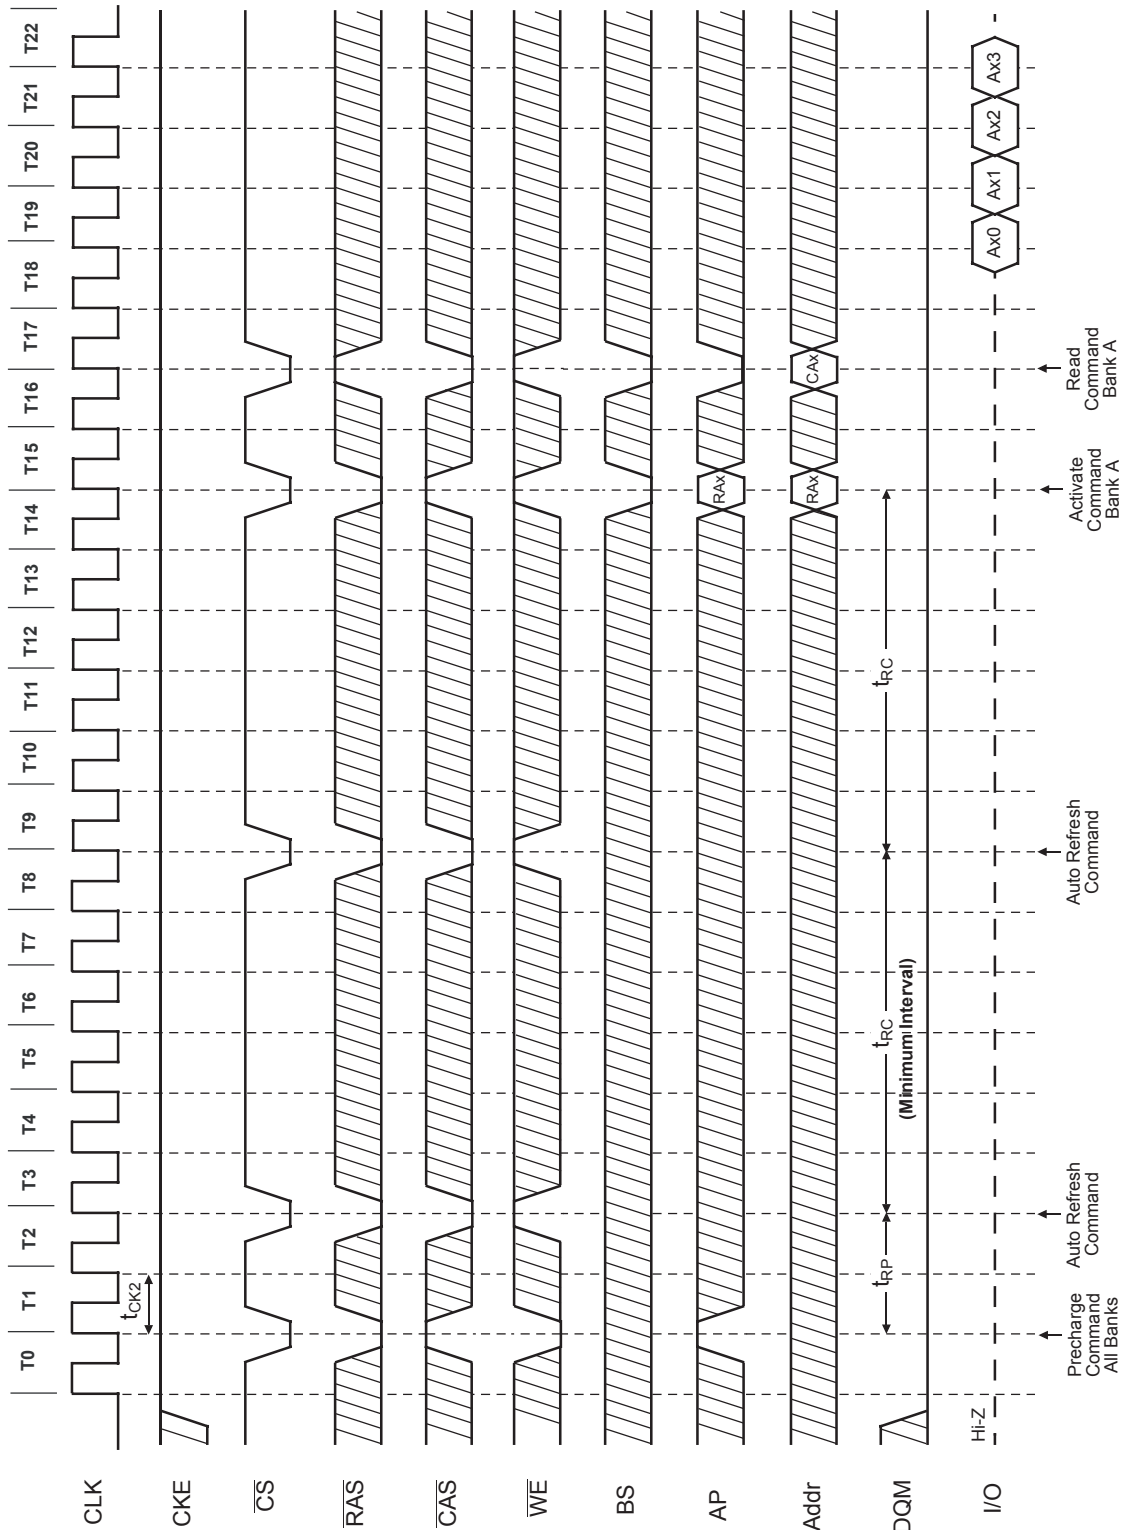 T0 T1 T2 T3 T4 T5 T6 T7 T8 T9 T10 T11 T12 T13 T14 T15 T16 T17 T18 T19 T20 T21 T22
CLK
tCK2
CKE
CS
RAS
CAS
WE
BS
AP
RAx
Addr
RAx CAx
tRP tRC tRC
(Minimum Interval)
DQM
Hi-Z
I/O
Ax0 Ax1 Ax2 Ax3
Precharge
Command
All Banks
Auto Refresh
Command
Auto Refresh
Command
Activate
Command
Bank A
Read
Command
Bank A